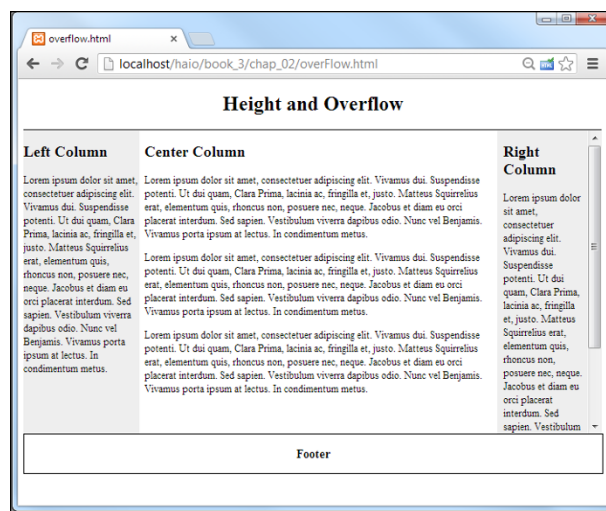 overflow.html
localhost/haio/book_3/chap_02/overFlow.html
Height and Overflow
Left Column
Lorem ipsum dolor sit amet,
consectetuer adipiscing elit.
Vivamus dui. Suspendisse
potenti. Ut dui quam, Clara
Prima, lacinia ac, fringilla et,
justo. Matteus Squirrelius
erat, elementum quis,
rhoncus non, posuere nec,
neque. Jacobus et diam eu
orci placerat interdum. Sed
sapien. Vestibulum viverra
dapibus odio. Nunc vel
Benjamis. Vivamus porta
ipsum at lectus. In
condimentum metus.
Center Column
Lorem ipsum dolor sit amet, consectetuer adipiscing elit. Vivamus dui. Suspendisse
potenti. Ut dui quam, Clara Prima, lacinia ac, fringilla et, justo. Matteus Squirrelius
erat, elementum quis, rhoncus non, posuere nec, neque. Jacobus et diam eu orci
placerat interdum. Sed sapien. Vestibulum viverra dapibus odio. Nunc vel Benjamis.
Vivamus porta ipsum at lectus. In condimentum metus.
Lorem ipsum dolor sit amet, consectetuer adipiscing elit. Vivamus dui. Suspendisse
potenti. Ut dui quam, Clara Prima, lacinia ac, fringilla et, justo. Matteus Squirrelius
erat, elementum quis, rhoncus non, posuere nec, neque. Jacobus et diam eu orci
placerat interdum. Sed sapien. Vestibulum viverra dapibus odio. Nunc vel Benjamis.
Vivamus porta ipsum at lectus. In condimentum metus.
Lorem ipsum dolor sit amet, consectetuer adipiscing elit. Vivamus dui. Suspendisse
potenti. Ut dui quam, Clara Prima, lacinia ac, fringilla et, justo. Matteus Squirrelius
erat, elementum quis, rhoncus non, posuere nec, neque. Jacobus et diam eu orci
placerat interdum. Sed sapien. Vestibulum viverra dapibus odio. Nunc vel Benjamis.
Vivamus porta ipsum at lectus. In condimentum metus.
Right
Column
Lorem ipsum dolor
sit amet,
consectetuer
adipiscing elit.
Vivamus dui.
Suspendisse
potenti. Ut dui
quam, Clara Prima,
lacinia ac, fringilla
et, justo. Matteus
Squirrelius erat,
elementum quis,
rhoncus non,
posuere nec, neque.
Jacobus et diam eu
orci placerat
interdum. Sed
sapien. Vestibulum
Footer